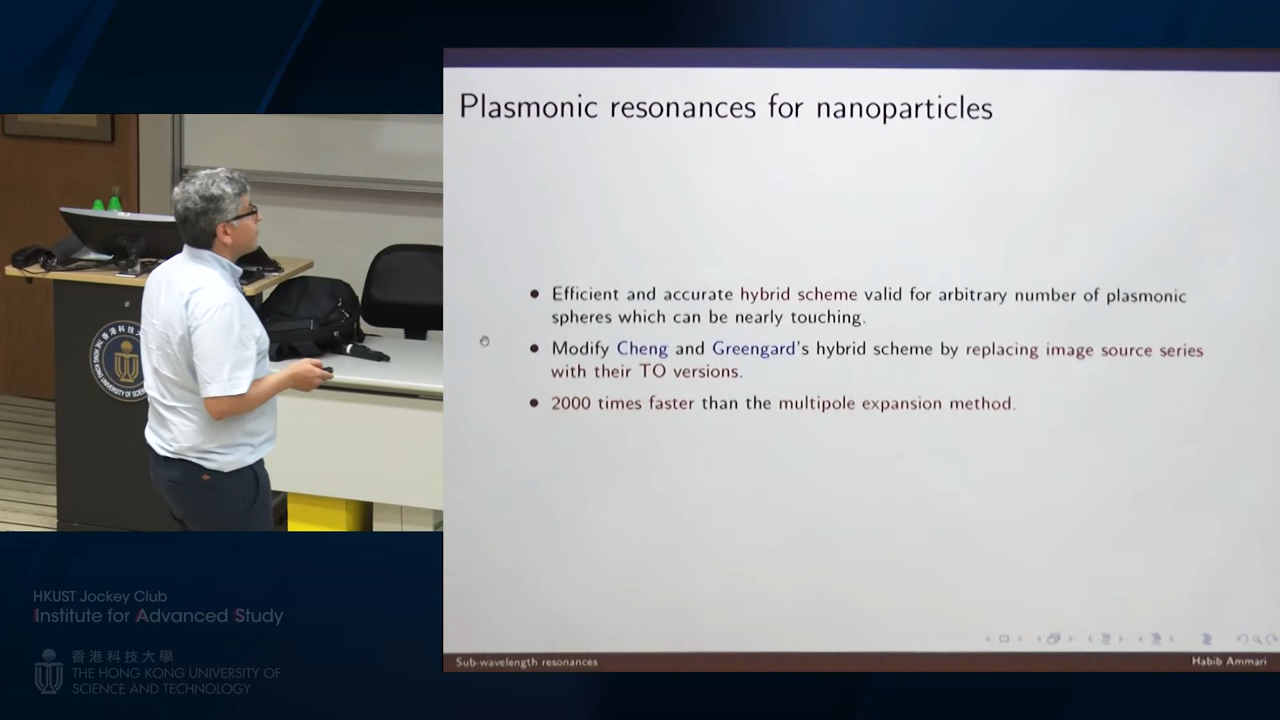 Plasmonic resonances for nanoparticles
• Efficient and accurate hybrid scheme valid for arbitrary number of plasmonic
spheres which can be nearly touching.
• Modify Cheng and Greengard's hybrid scheme by replacing image source series
with their TO versions.
• 2000 times faster than the multipole expansion method.
Sub-wavelength resonances
Habib Ammari
HKUST Jockey Club
Institute for Advanced Study
香港科技大學
THE HONG KONG UNIVERSITY OF
SCIENCE AND TECHNOLOGY